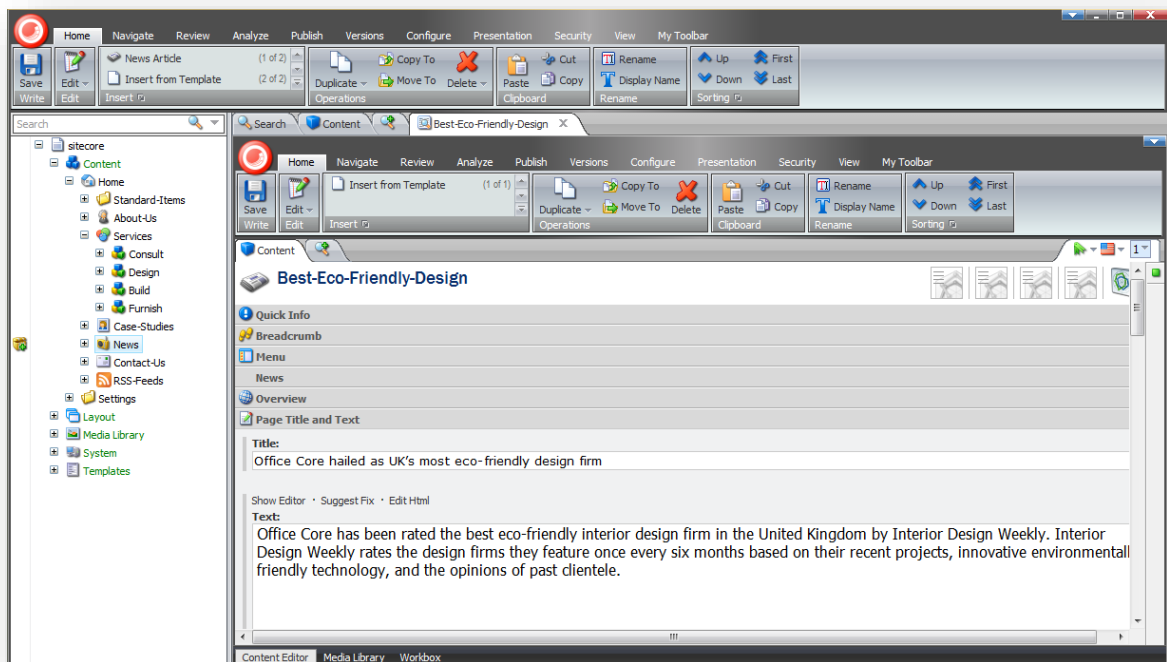 Home Navigate Review Analyze Publish Versions Configure Presentation Security View My Toolbar
News Article (1 of 2) Copy To Cut Rename Up First
Save Edit Insert from Template (2 of 2) Duplicate Move To Delete Paste Copy Display Name Down Last
Write Edit Insert Operations Clipboard Rename Sorting
Search
Search Content Best-Eco-Friendly-Design X
sitecore
Content
Home
Standard-Items
About-Us
Services
Consult
Design
Build
Furnish
Case-Studies
News
Contact-Us
RSS-Feeds
Settings
Layout
Media Library
System
Templates
Home Navigate Review Analyze Publish Versions Configure Presentation Security View My Toolbar
Insert from Template (1 of 1) Copy To Cut Rename Up First
Save Edit Duplicate Move To Delete Paste Copy Display Name Down Last
Write Edit Insert Operations Clipboard Rename Sorting
Content 1
Best-Eco-Friendly-Design
Quick Info
Breadcrumb
Menu
News
Overview
Page Title and Text
Title:
Office Core hailed as UK's most eco-friendly design firm
Show Editor · Suggest Fix · Edit Html
Text:
Office Core has been rated the best eco-friendly interior design firm in the United Kingdom by Interior Design Weekly. Interior
Design Weekly rates the design firms they feature once every six months based on their recent projects, innovative environmentall
friendly technology, and the opinions of past clientele.
Content Editor Media Library Workbox